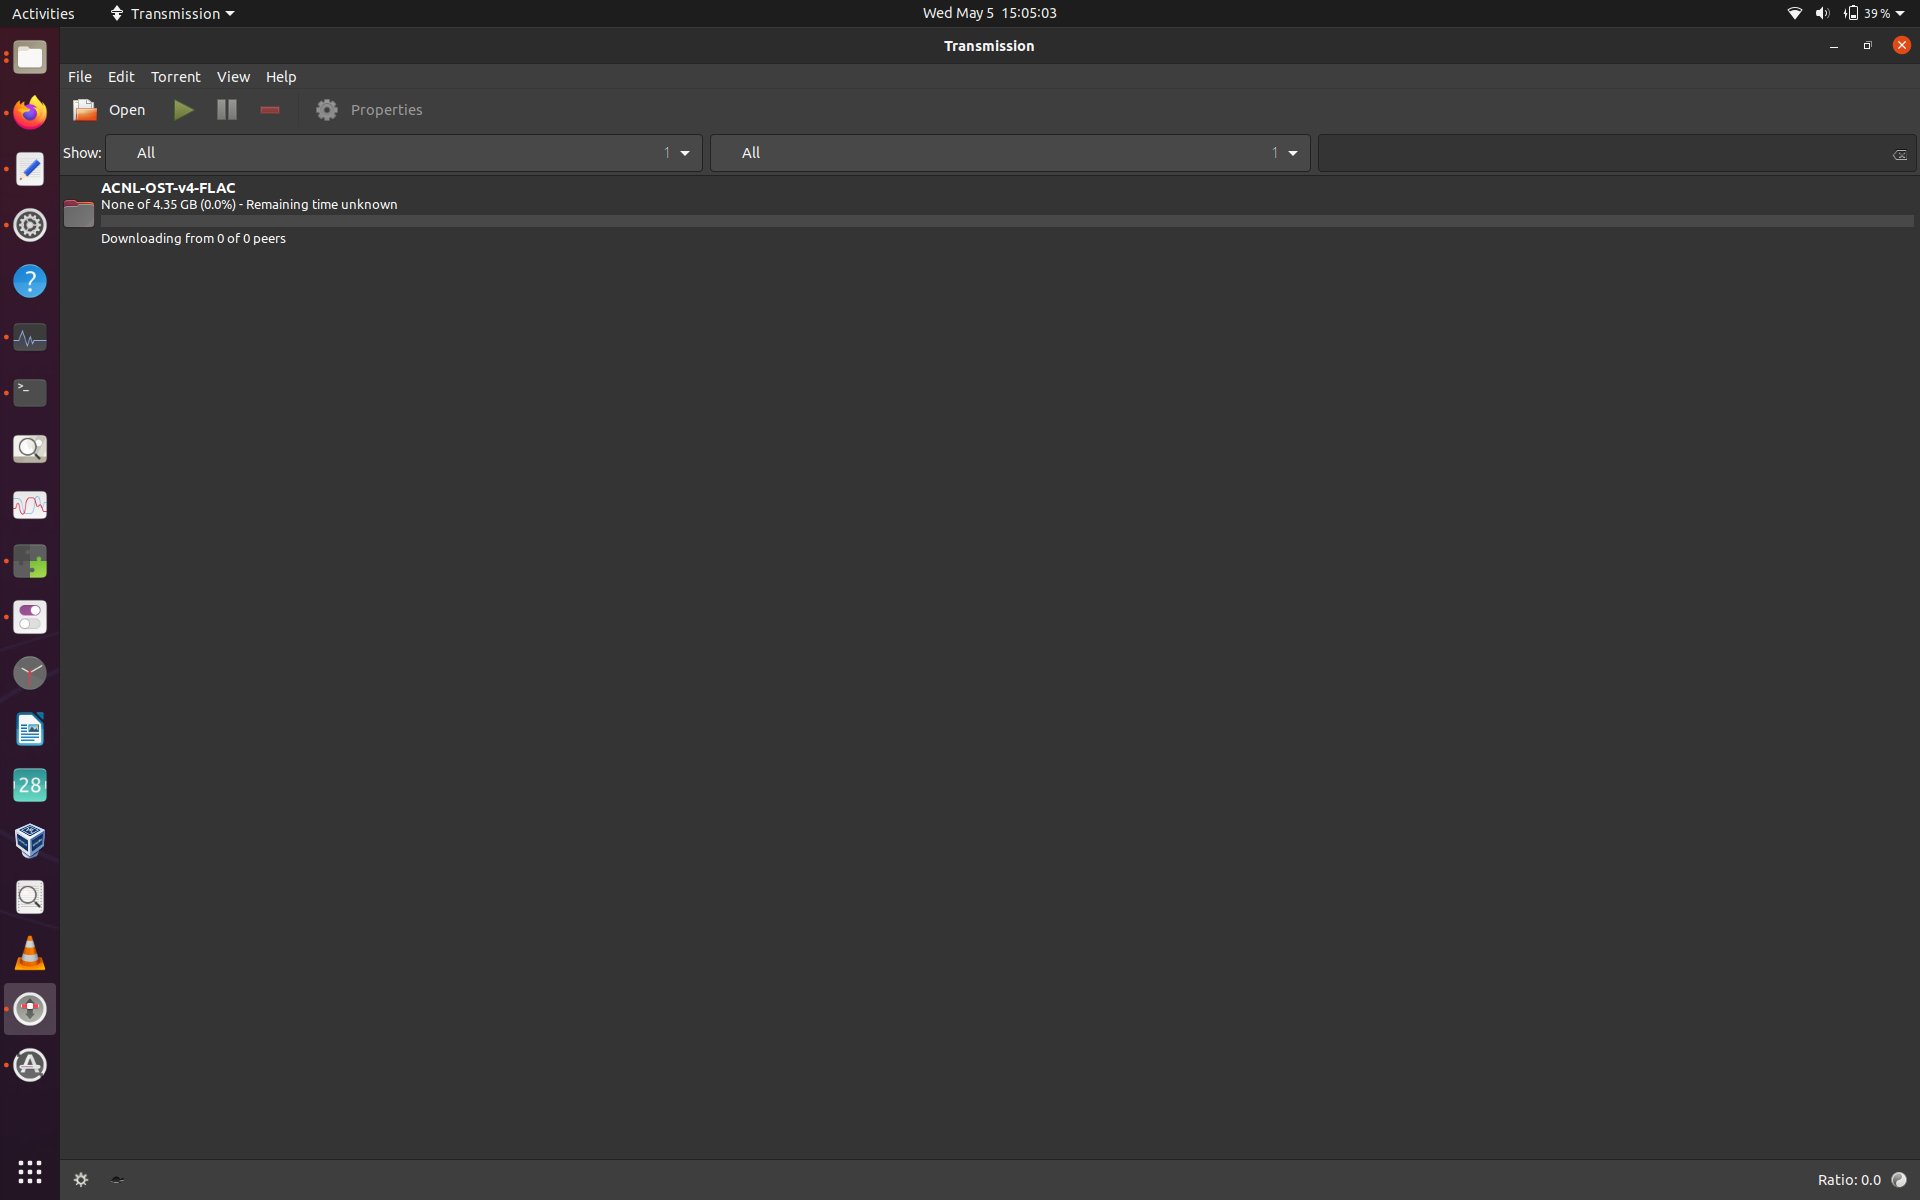 Activities
Transmission
Wed May 5 15:05:03
39 %
Transmission
File Edit Torrent View Help
Open
Properties
Show:
All 1
All 1
ACNL-OST-v4-FLAC
None of 4.35 GB (0.0%) - Remaining time unknown
Downloading from 0 of 0 peers
?
>_
28
Ratio: 0.0